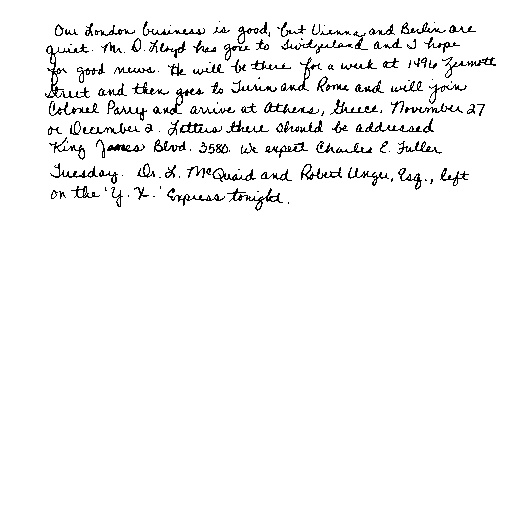 Our London business is good, but Vienna and Berlin are
quiet. Mr. D. Lloyd has gone to Switzerland and I hope
for good news. He will be there for a week at 1496 Zermott
Street and then goes to Turin and Rome and will join
Colonel Parry and arrive at Athens, Greece, November 27
or December 2. Letters there should be addressed
King James Blvd. 3580. We expect Charles E. Fuller
Tuesday. Dr. L. McQuaid and Robert Unger, Esq., left
on the 'Y. X.' Express tonight.